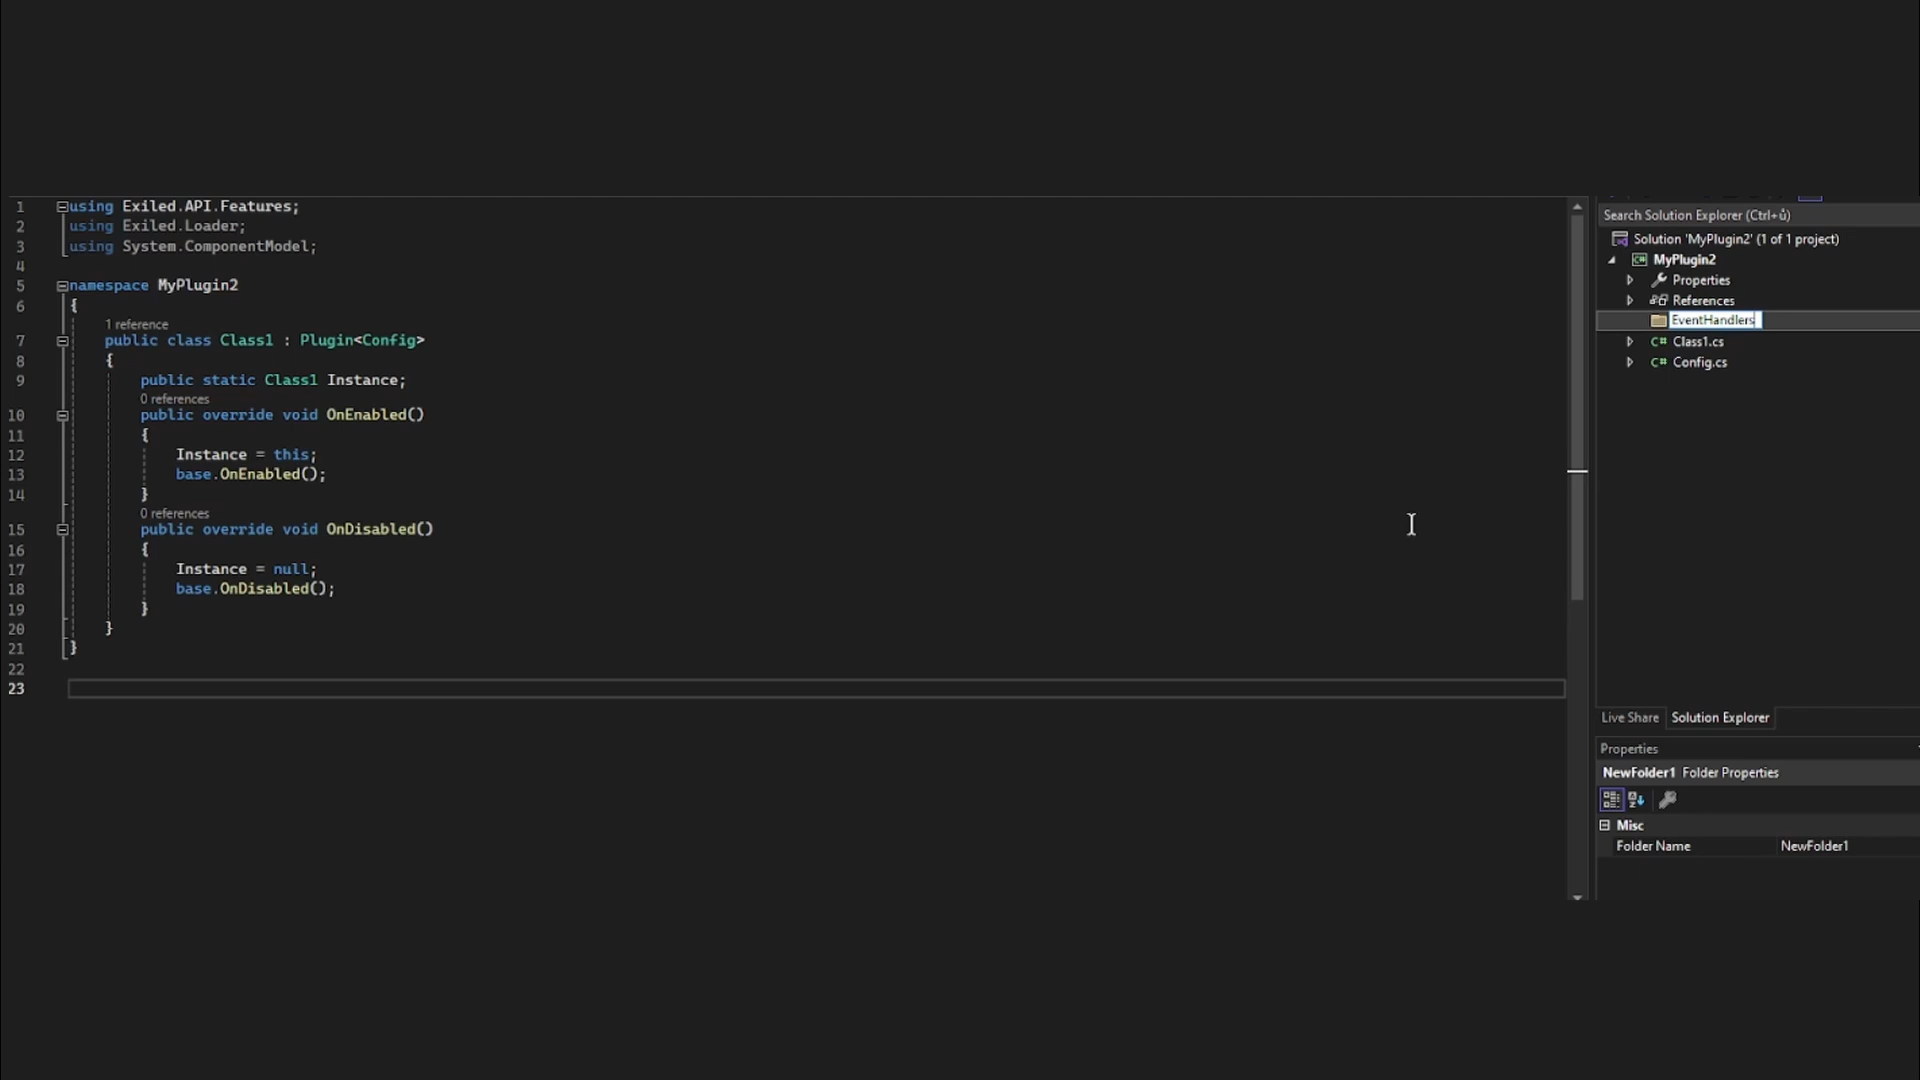 1 using Exiled.API.Features;
2 using Exiled.Loader;
3 using System.ComponentModel;
4
5 namespace MyPlugin2
6 {
1 reference
7 public class Class1 : Plugin<Config>
8 {
9 public static Class1 Instance;
0 references
10 public override void OnEnabled()
11 {
12 Instance = this;
13 base.OnEnabled();
14 }
0 references
15 public override void OnDisabled()
16 {
17 Instance = null;
18 base.OnDisabled();
19 }
20 }
21 }
22
23
Search Solution Explorer (Ctrl+ů)
Solution 'MyPlugin2' (1 of 1 project)
MyPlugin2
Properties
References
EventHandlers
C# Class1.cs
C# Config.cs
Live Share Solution Explorer
Properties
NewFolder1 Folder Properties
Misc
Folder Name NewFolder1